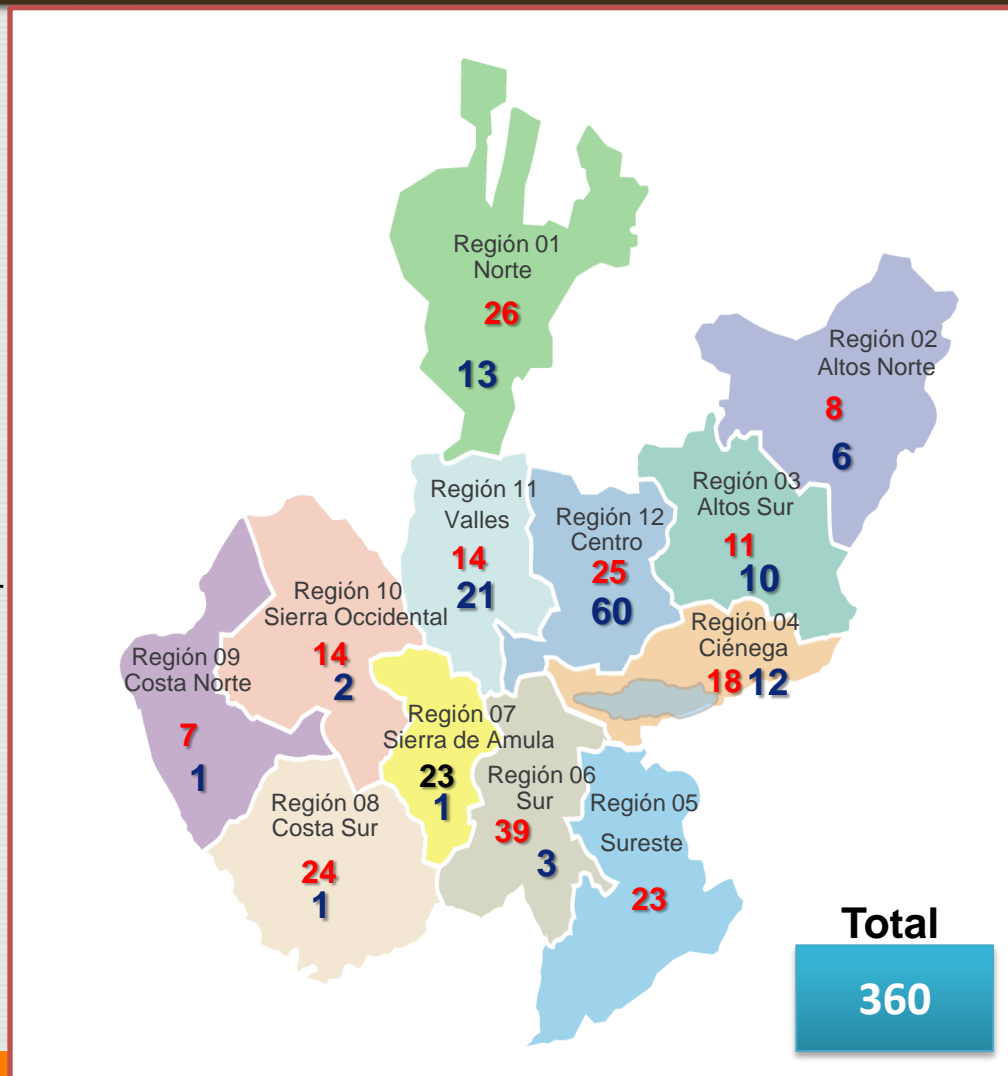 Región 01
Norte
26
13
Región 02
Altos Norte
8
6
Región 03
Altos Sur
11
10
Región 11
Valles
14
21
Región 12
Centro
25
60
Región 10
Sierra Occidental
14
2
Región 04
Ciénega
18 12
Región 09
Costa Norte
7
1
Región 07
Sierra de Amula
23
1
Región 06
Sur
39
3
Región 05
Sureste
23
Región 08
Costa Sur
24
1
Total
360